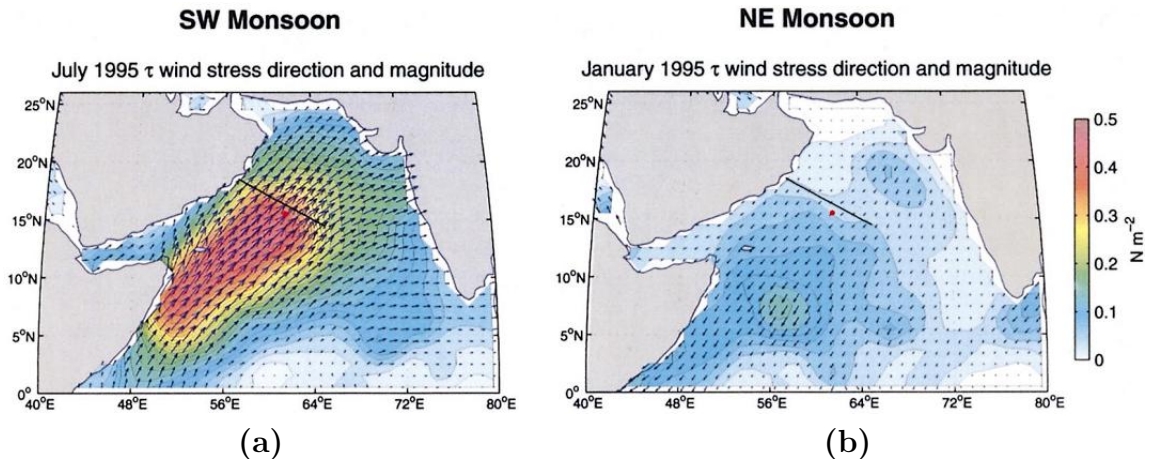 SW Monsoon
July 1995 τ wind stress direction and magnitude
25°N
20°N
15°N
10°N
5°N
0°
40°E 48°E 56°E 64°E 72°E 80°E
(a)
NE Monsoon
January 1995 τ wind stress direction and magnitude
25°N
20°N
15°N
10°N
5°N
0°
40°E 48°E 56°E 64°E 72°E 80°E
(b)
0.5
0.4
0.3
0.2
0.1
0
N m⁻²